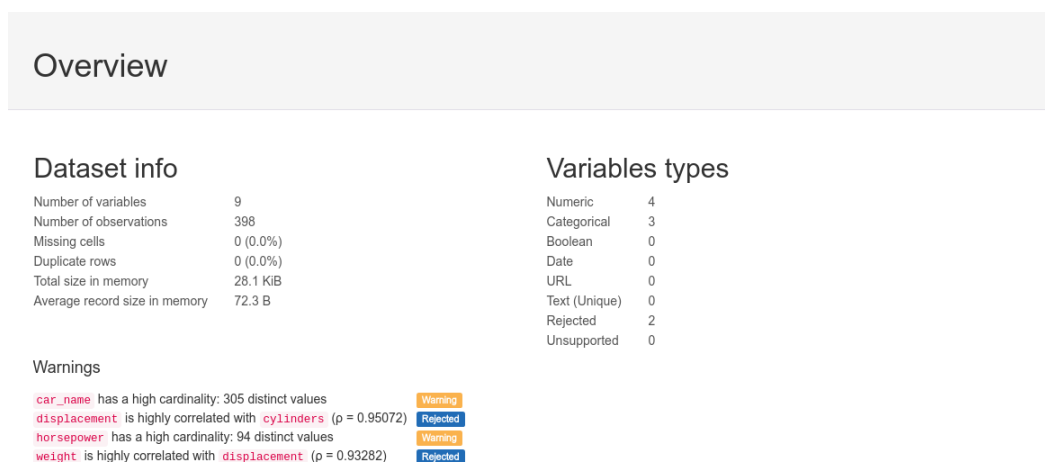 Overview
Dataset info
Number of variables 9
Number of observations 398
Missing cells 0 (0.0%)
Duplicate rows 0 (0.0%)
Total size in memory 28.1 KiB
Average record size in memory 72.3 B
Variables types
Numeric 4
Categorical 3
Boolean 0
Date 0
URL 0
Text (Unique) 0
Rejected 2
Unsupported 0
Warnings
car_name has a high cardinality: 305 distinct values Warning
displacement is highly correlated with cylinders (ρ = 0.95072) Rejected
horsepower has a high cardinality: 94 distinct values Warning
weight is highly correlated with displacement (ρ = 0.93282) Rejected